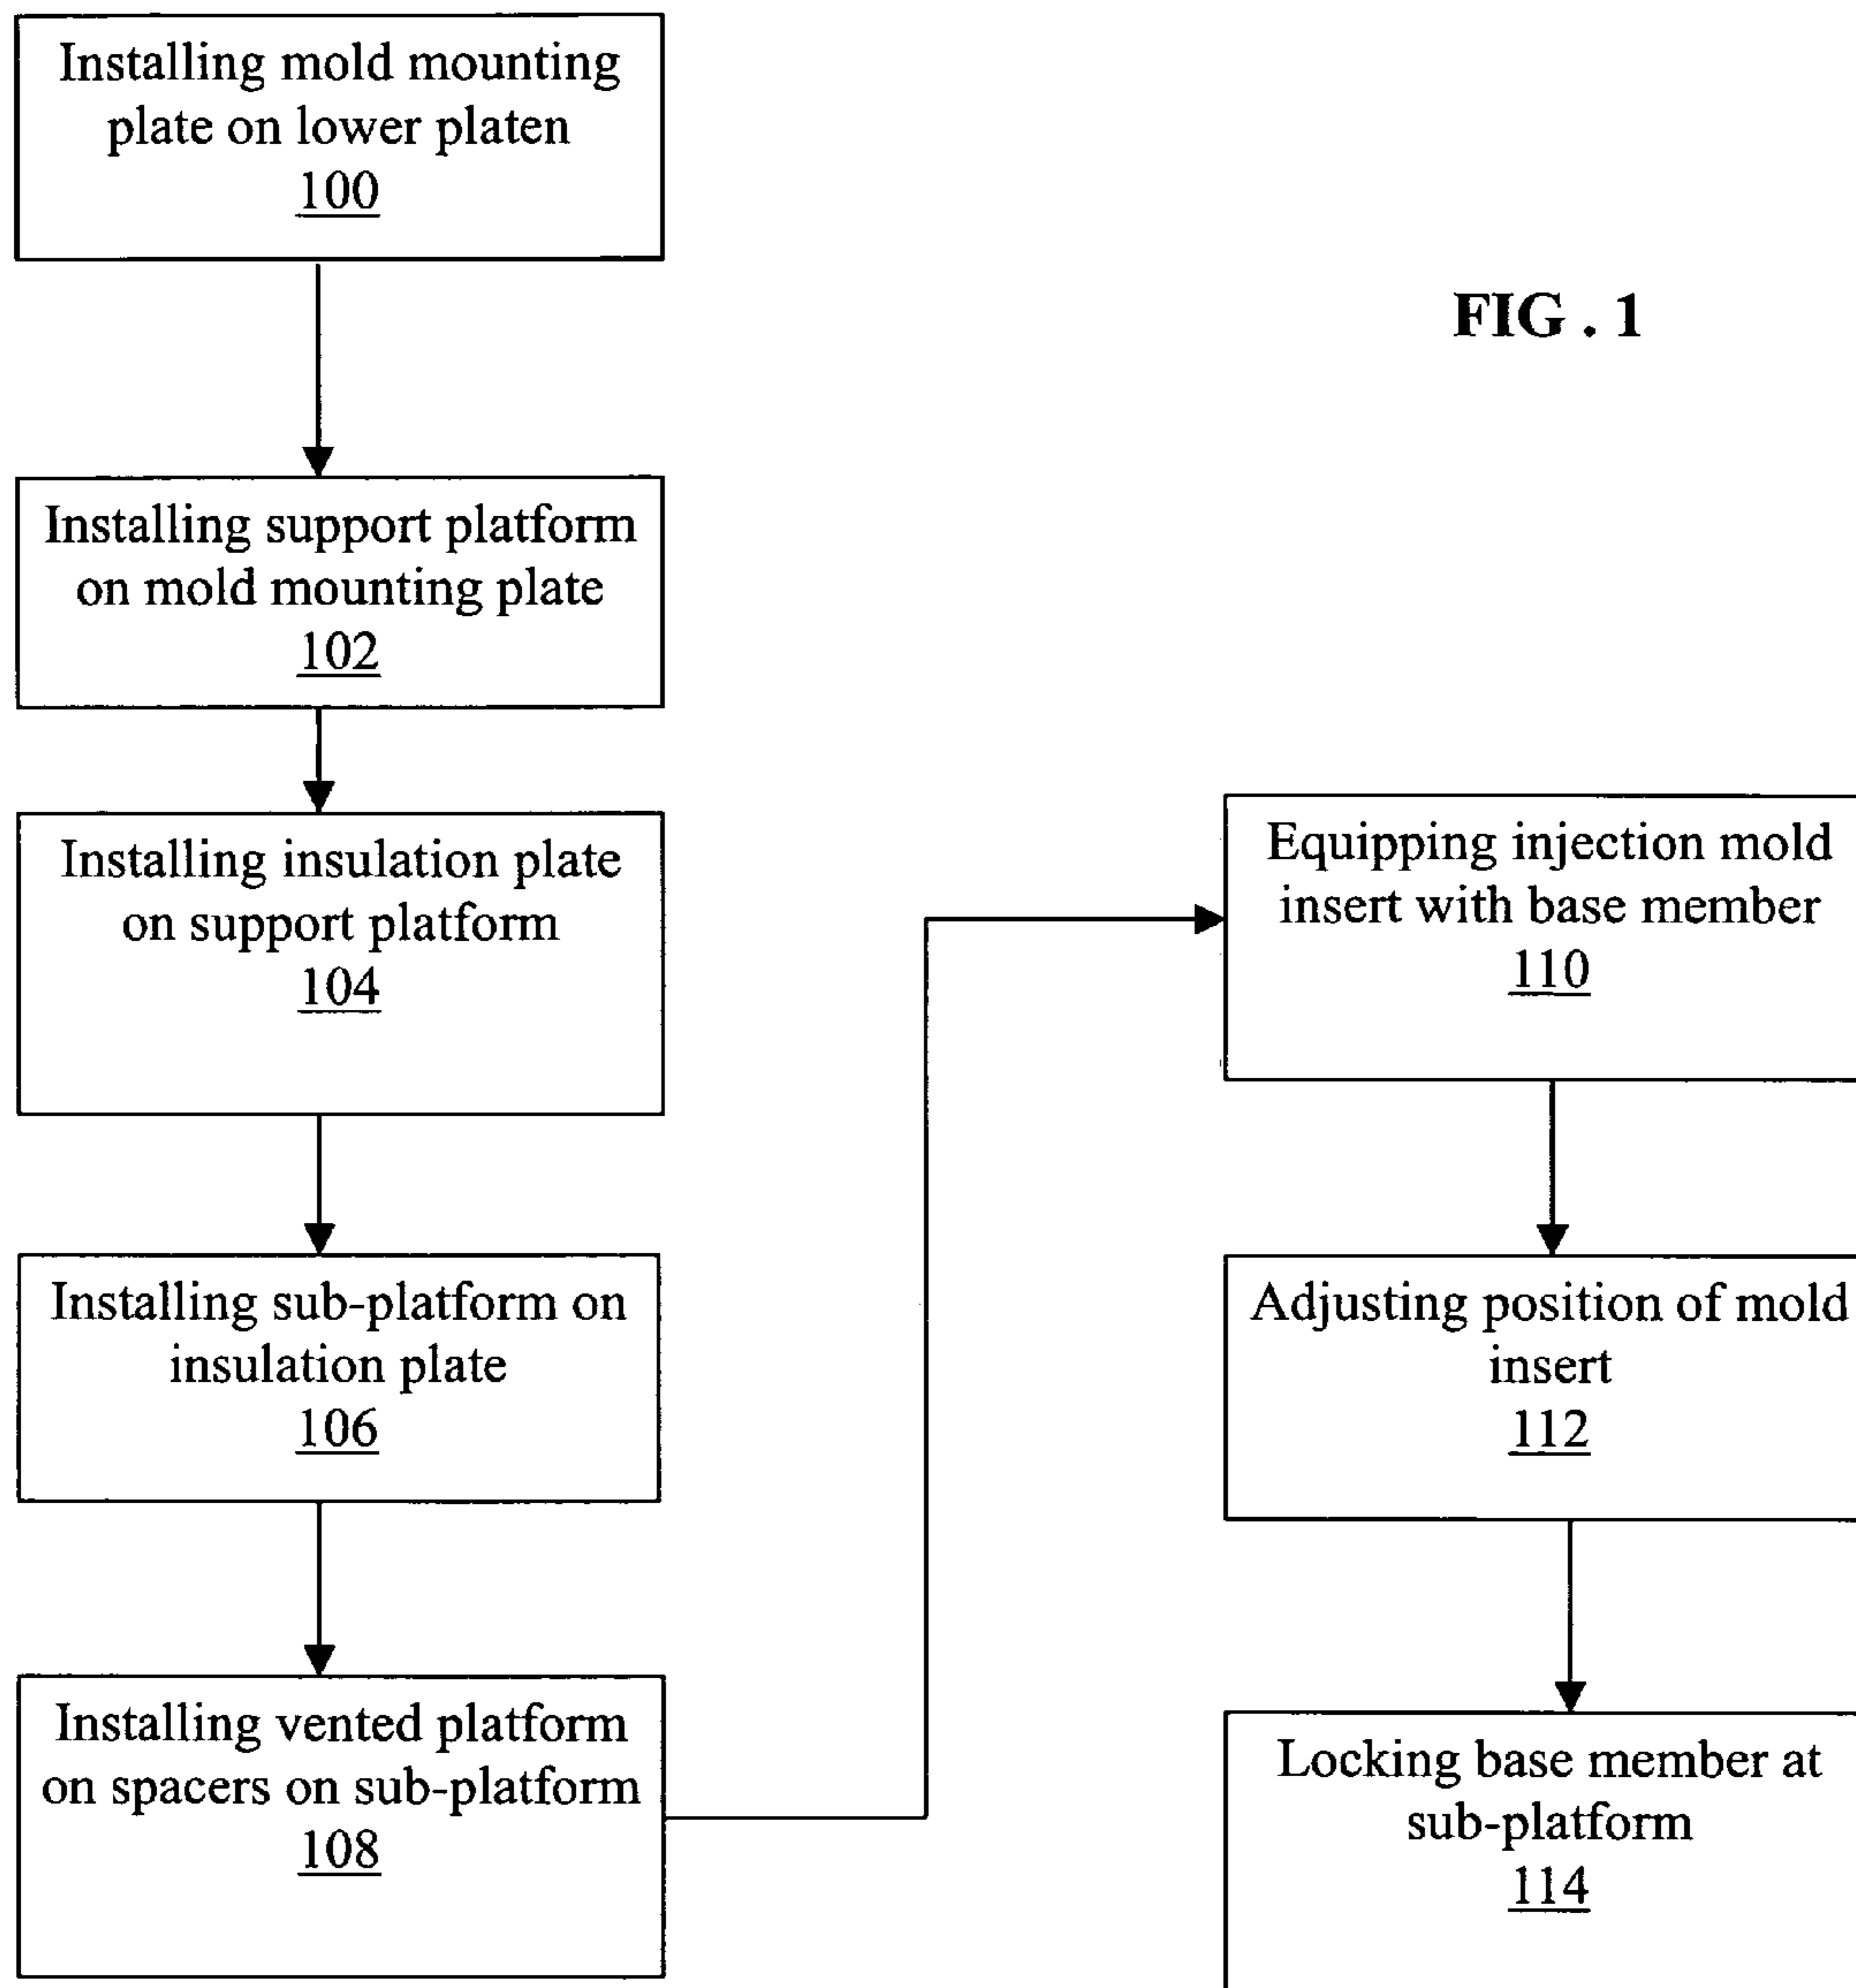 Installing mold mounting
plate on lower platen
100
FIG . 1
Installing support platform
on mold mounting plate
102
Installing insulation plate
on support platform
104
Installing sub-platform on
insulation plate
106
Installing vented platform
on spacers on sub-platform
108
Equipping injection mold
insert with base member
110
Adjusting position of mold
insert
112
Locking base member at
sub-platform
114